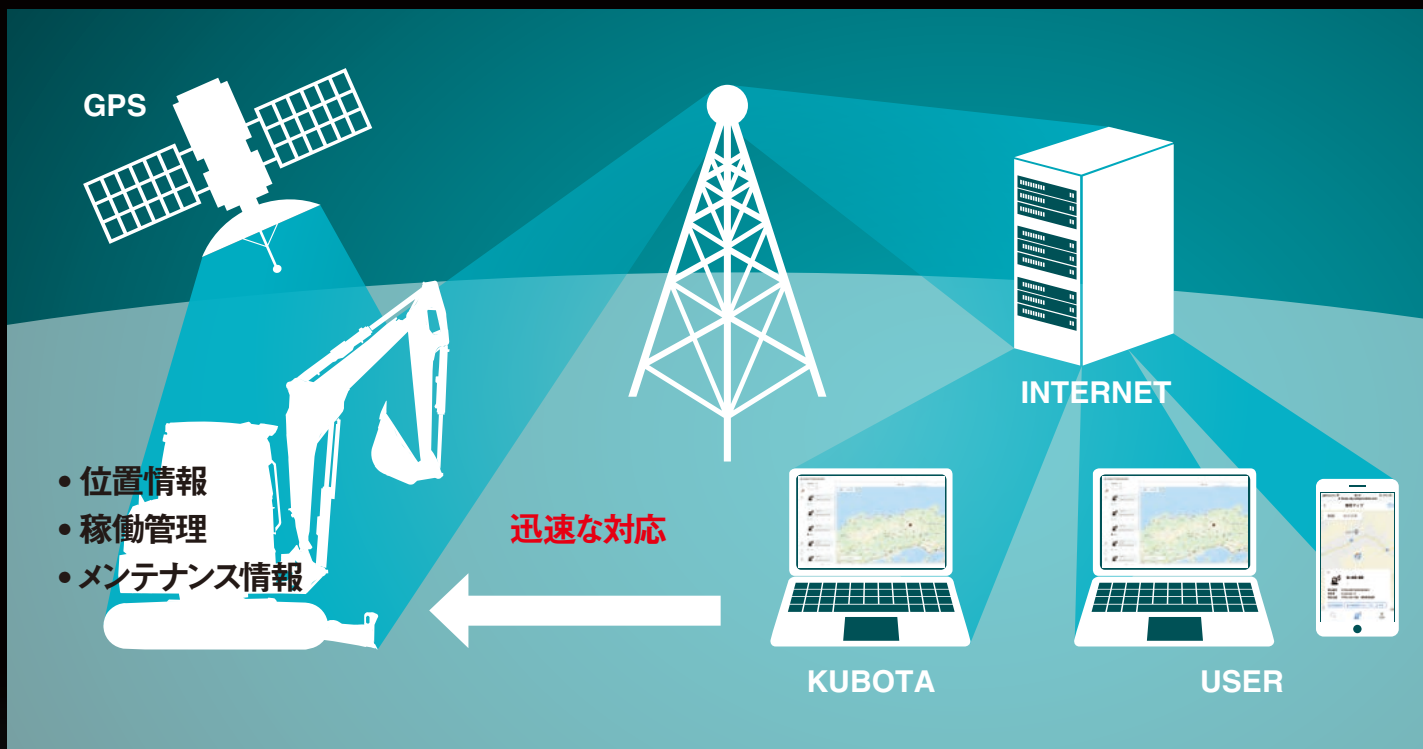 GPS
INTERNET
• 位置情報
• 稼働管理
• メンテナンス情報
迅速な対応
KUBOTA
USER